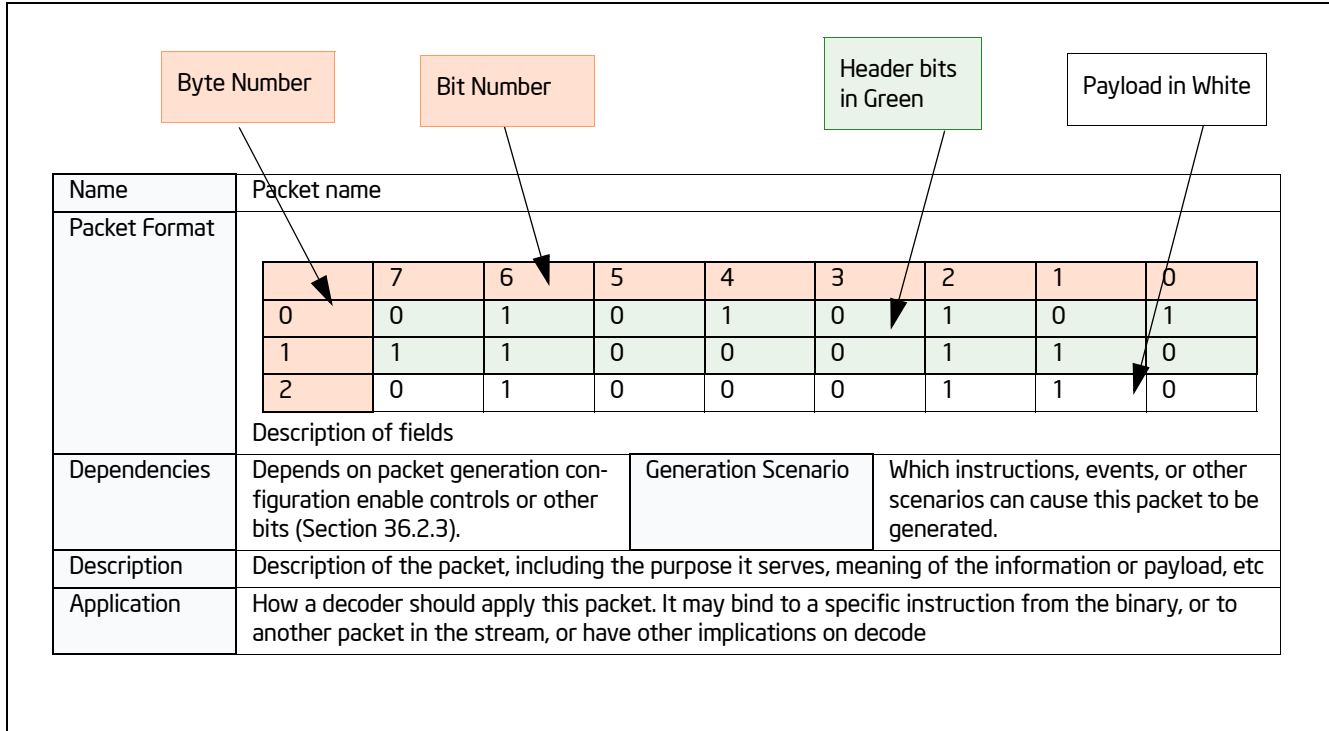 Byte Number
Bit Number
Header bits
in Green
Payload in White
Name Packet name
Packet Format
7 6 5 4 3 2 1 0
0 0 1 0 1 0 1 0 1
1 1 1 0 0 0 1 1 0
2 0 1 0 0 0 1 1 0
Description of fields
Dependencies
Depends on packet generation con-
figuration enable controls or other
bits (Section 36.2.3).
Generation Scenario
Which instructions, events, or other
scenarios can cause this packet to be
generated.
Description
Description of the packet, including the purpose it serves, meaning of the information or payload, etc
Application
How a decoder should apply this packet. It may bind to a specific instruction from the binary, or to
another packet in the stream, or have other implications on decode